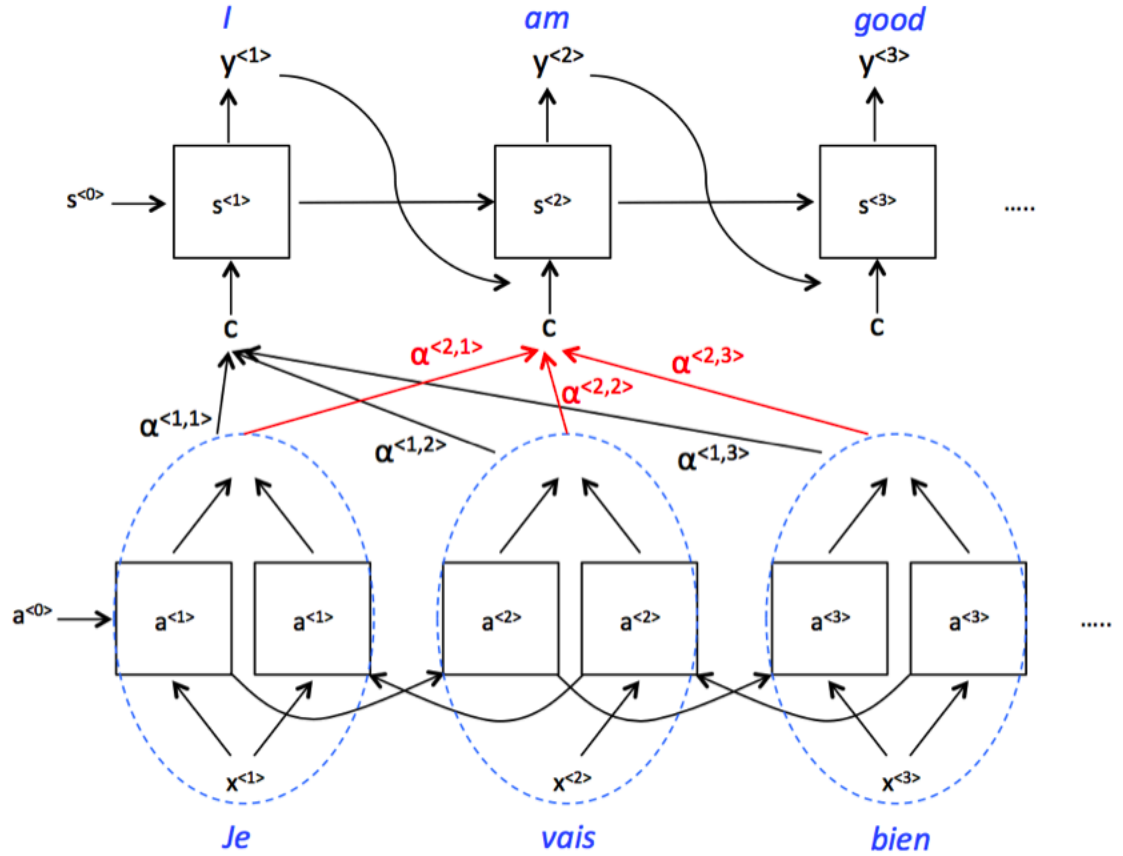 I am good
y<1> y<2> y<3>
s<0> s<1> s<2> s<3> .....
c c c
α<2,1> α<2,2> α<2,3>
α<1,1> α<1,2> α<1,3>
a<0> a<1> a<1> a<2> a<2> a<3> a<3> .....
x<1> x<2> x<3>
Je vais bien